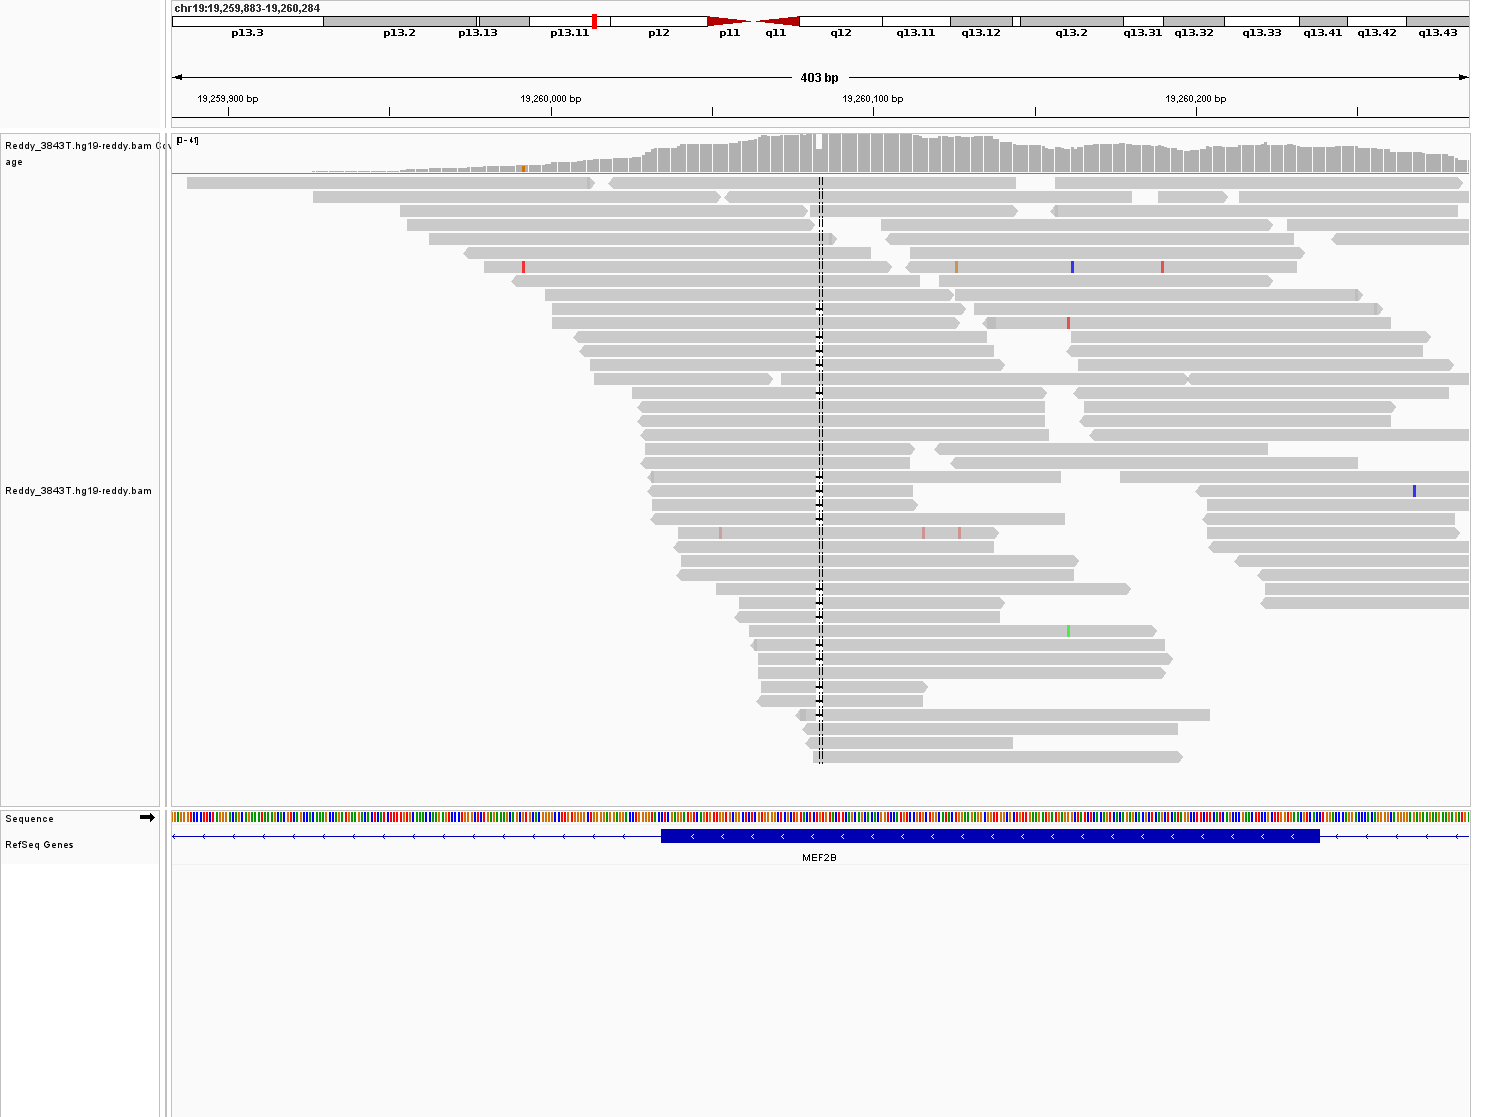 chr19:19,259,883-19,260,284
p13.3 p13.2 p13.13 p13.11 p12 p11 q11 q12 q13.11 q13.12 q13.2 q13.31 q13.32 q13.33 q13.41 q13.42 q13.43
403 bp
19,259,900 bp 19,260,000 bp 19,260,100 bp 19,260,200 bp
Reddy_3843T.hg19-reddy.bam Cov
age
[0 - 41]
Reddy_3843T.hg19-reddy.bam
Sequence
RefSeq Genes
MEF2B